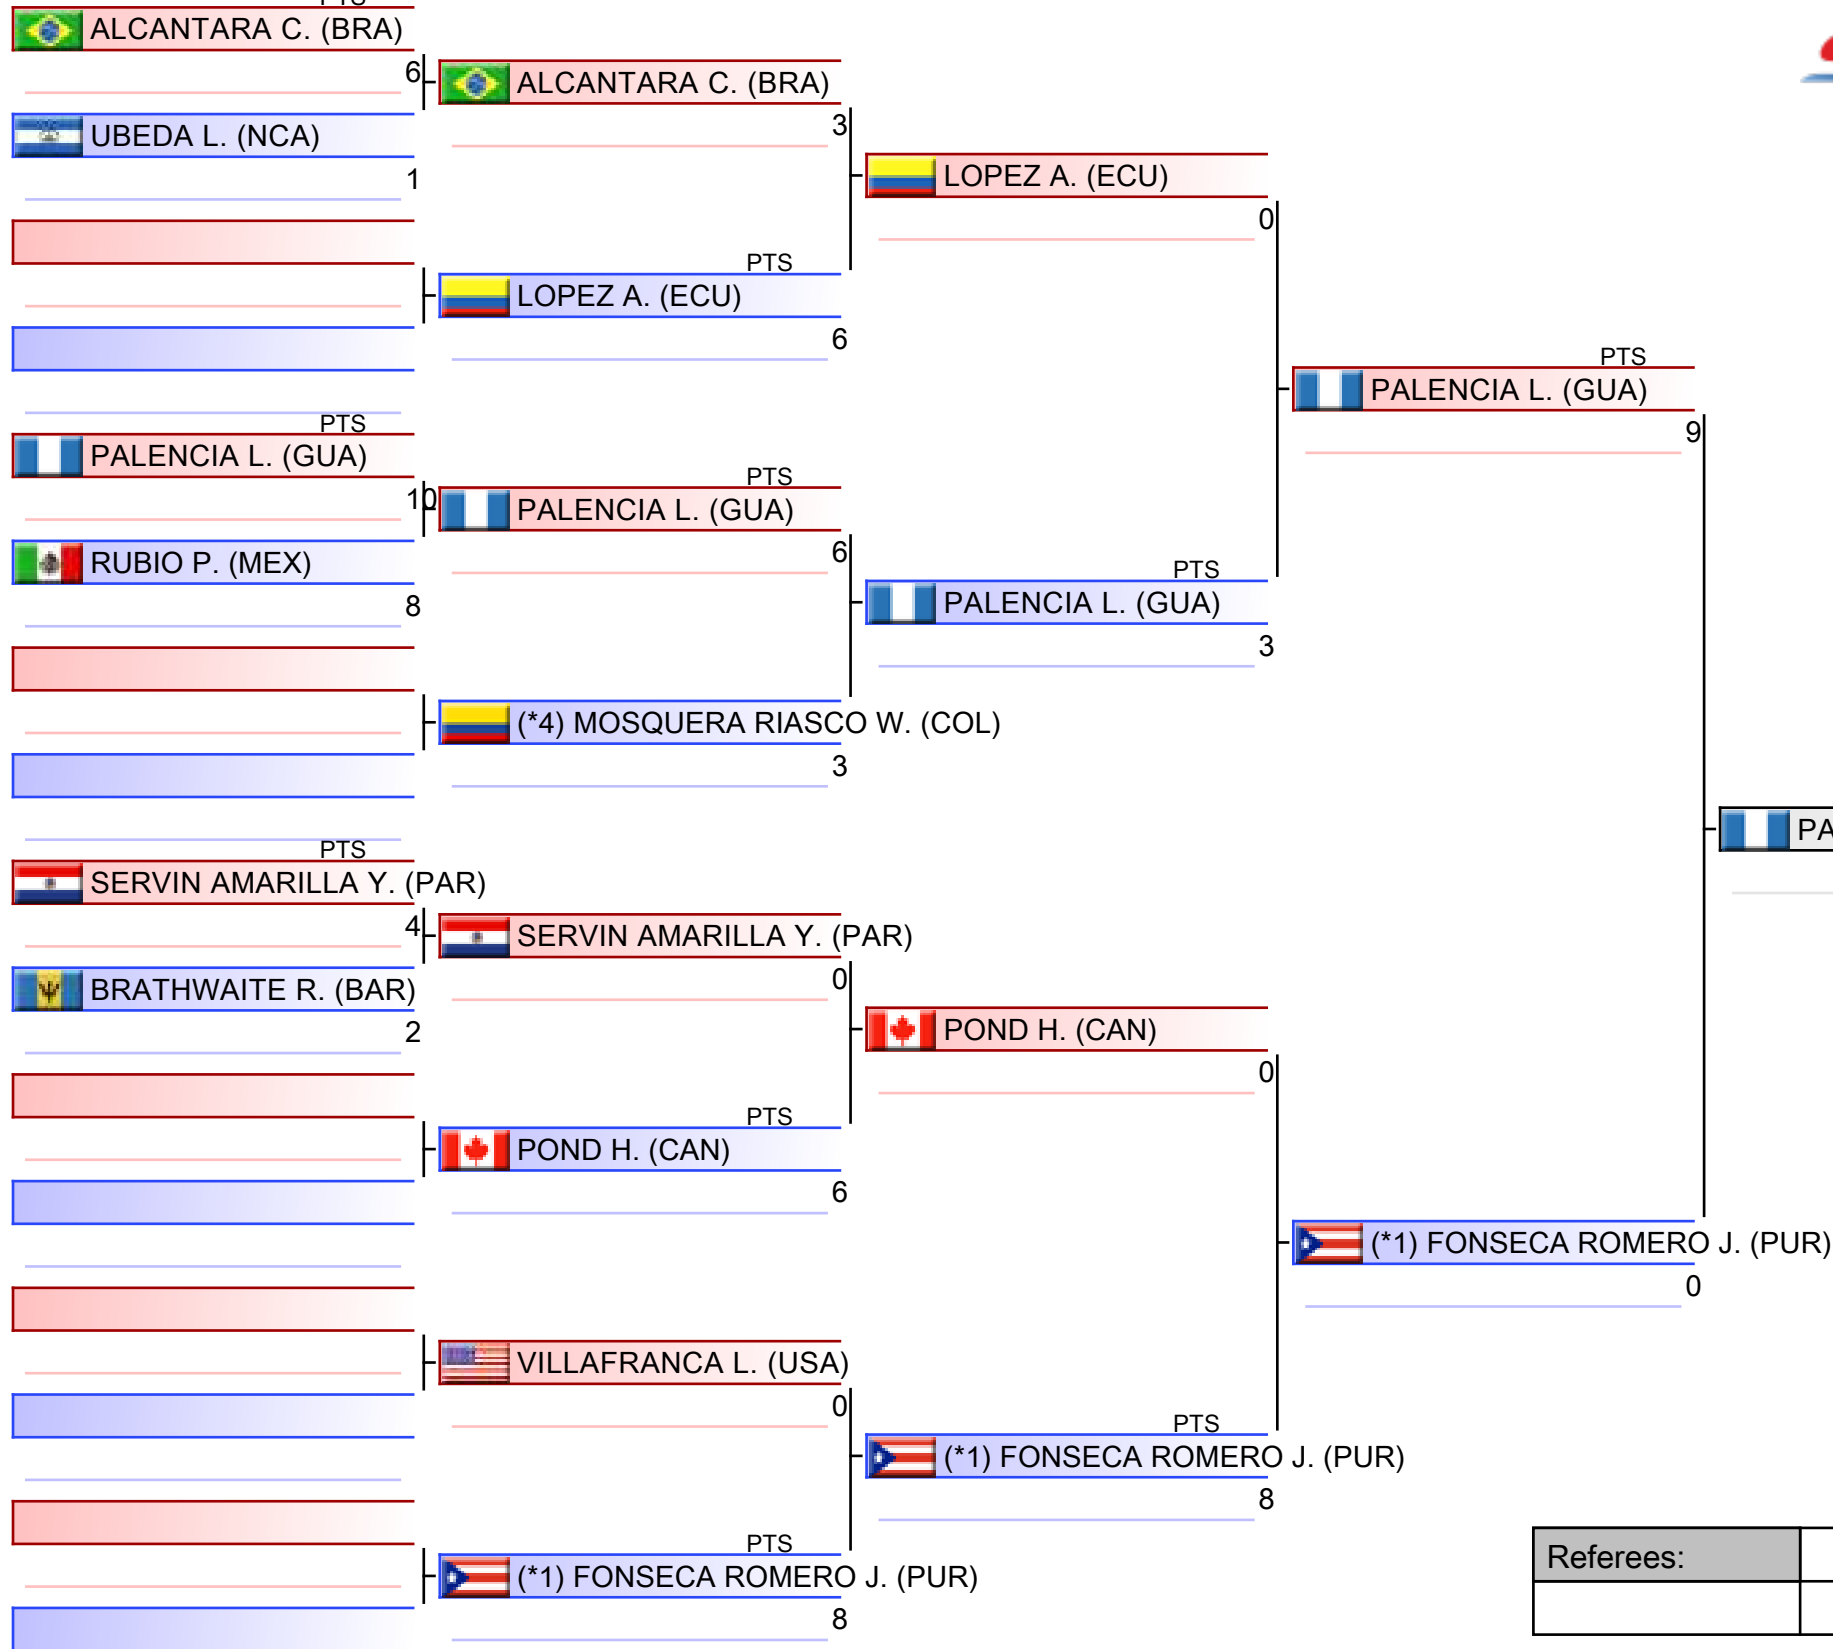 PTS
ALCANTARA C. (BRA)
6
UBEDA L. (NCA)
1
PTS
PALENCIA L. (GUA)
10
RUBIO P. (MEX)
8
PTS
SERVIN AMARILLA Y. (PAR)
4
BRATHWAITE R. (BAR)
2
ALCANTARA C. (BRA)
3
PTS
LOPEZ A. (ECU)
6
PTS
PALENCIA L. (GUA)
6
(*4) MOSQUERA RIASCO W. (COL)
3
SERVIN AMARILLA Y. (PAR)
0
PTS
POND H. (CAN)
6
VILLAFRANCA L. (USA)
0
PTS
(*1) FONSECA ROMERO J. (PUR)
8
LOPEZ A. (ECU)
0
PTS
PALENCIA L. (GUA)
3
POND H. (CAN)
0
PTS
(*1) FONSECA ROMERO J. (PUR)
8
PTS
PALENCIA L. (GUA)
9
(*1) FONSECA ROMERO J. (PUR)
0
PA
Referees: